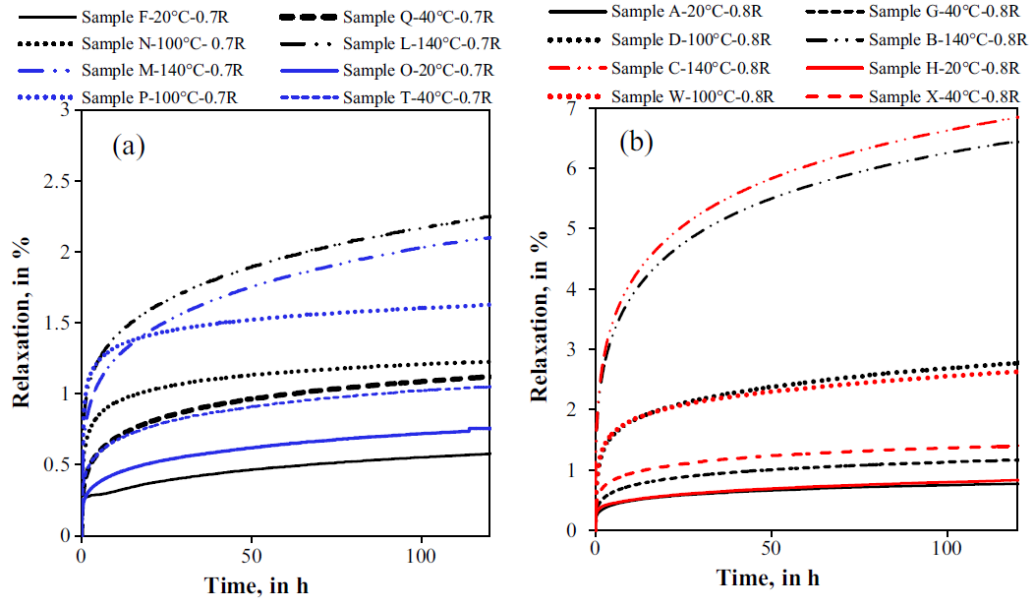 Sample F-20°C-0.7R
Sample Q-40°C-0.7R
Sample N-100°C- 0.7R
Sample L-140°C-0.7R
Sample M-140°C-0.7R
Sample O-20°C-0.7R
Sample P-100°C-0.7R
Sample T-40°C-0.7R
3
2.5
2
1.5
1
0.5
0
(a)
Relaxation, in %
0
50
100
Time, in h
Sample A-20°C-0.8R
Sample G-40°C-0.8R
Sample D-100°C-0.8R
Sample B-140°C-0.8R
Sample C-140°C-0.8R
Sample H-20°C-0.8R
Sample W-100°C-0.8R
Sample X-40°C-0.8R
7
6
5
4
3
2
1
0
(b)
Relaxation, in %
0
50
100
Time, in h